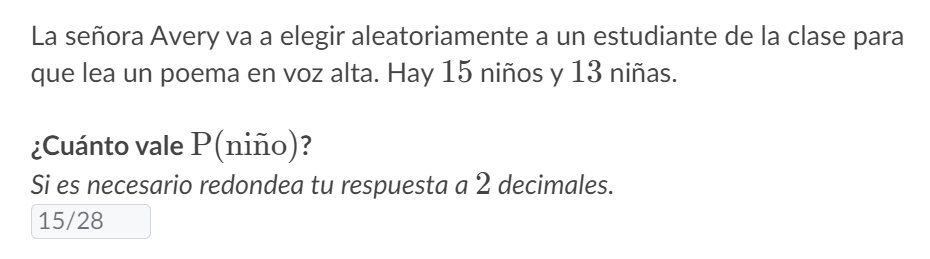 La señora Avery va a elegir aleatoriamente a un estudiante de la clase para
que lea un poema en voz alta. Hay 15 niños y 13 niñas.
¿Cuánto vale P(niño)?
Si es necesario redondea tu respuesta a 2 decimales.
15/28